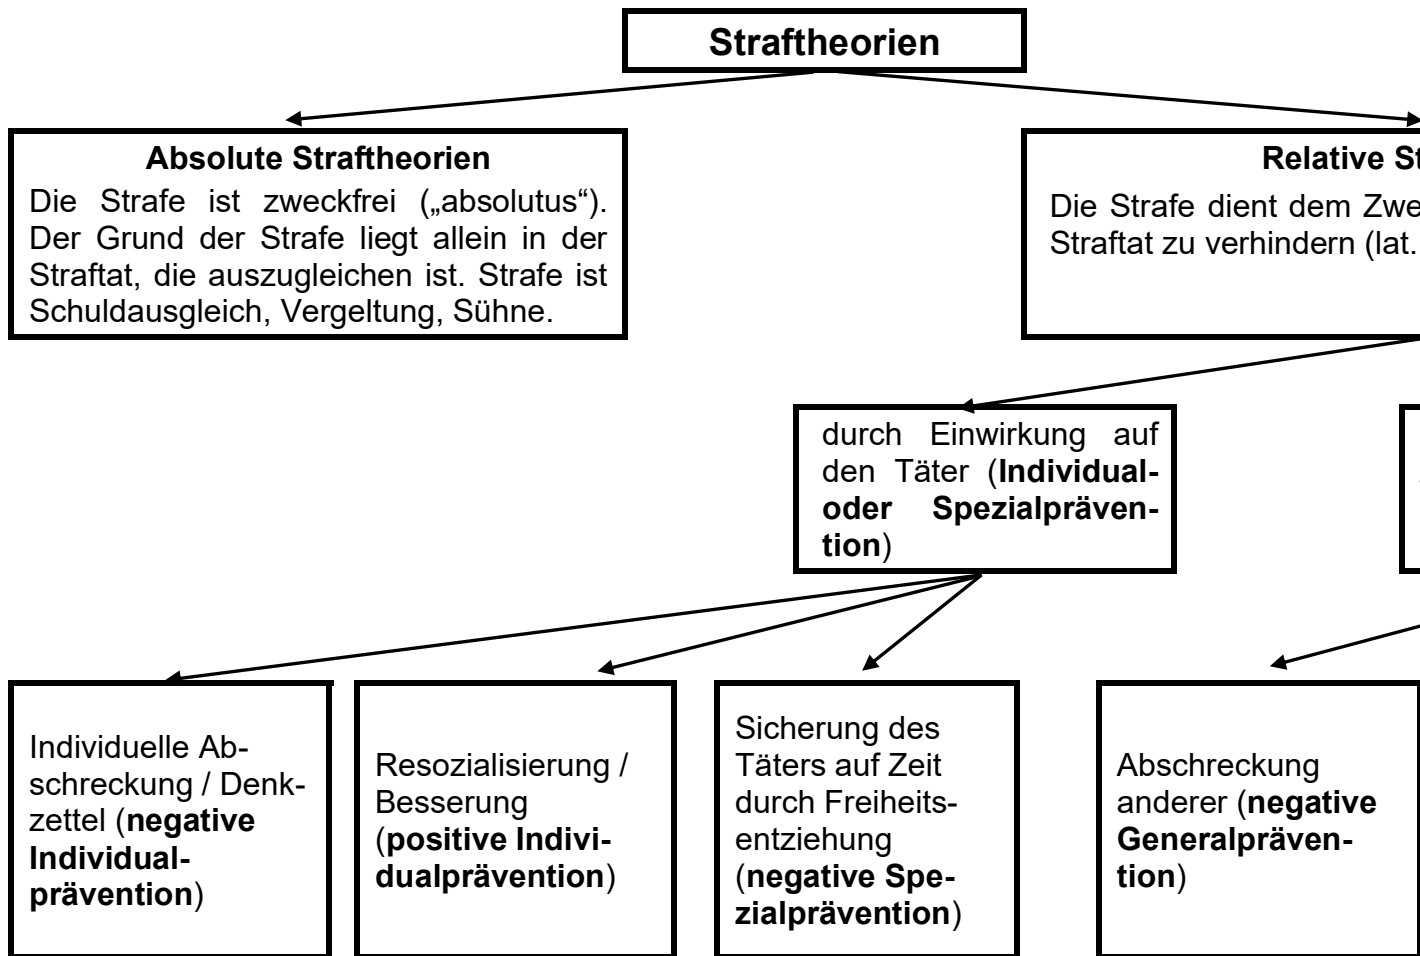 Straftheorien
Absolute Straftheorien
Die Strafe ist zweckfrei („absolutus“).
Der Grund der Strafe liegt allein in der
Straftat, die auszugleichen ist. Strafe ist
Schuldausgleich, Vergeltung, Sühne.
Relative St
Die Strafe dient dem Zwe
Straftat zu verhindern (lat.
durch Einwirkung auf
den Täter (Individual-
oder Spezialpräven-
tion)
Individuelle Ab-
schreckung / Denk-
zettel (negative
Individual-
prävention)
Resozialisierung /
Besserung
(positive Indivi-
dualprävention)
Sicherung des
Täters auf Zeit
durch Freiheits-
entziehung
(negative Spe-
zialprävention)
Abschreckung
anderer (negative
Generalpräven-
tion)